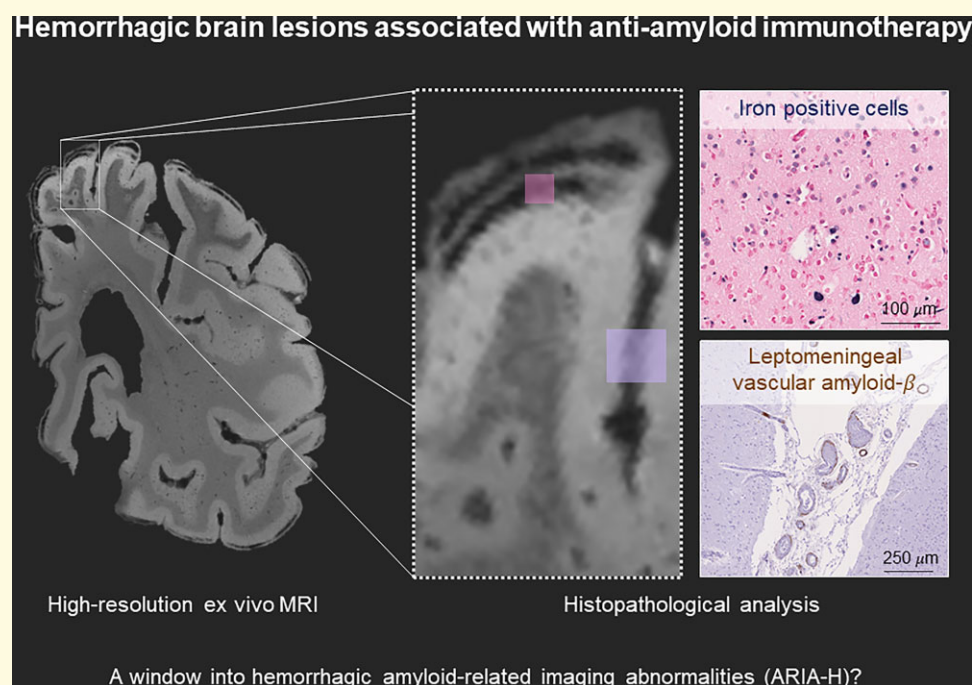 Hemorrhagic brain lesions associated with anti-amyloid immunotherapy
Iron positive cells
100 μm
Leptomeningeal
vascular amyloid-β
250 μm
High-resolution ex vivo MRI
Histopathological analysis
A window into hemorrhagic amyloid-related imaging abnormalities (ARIA-H)?